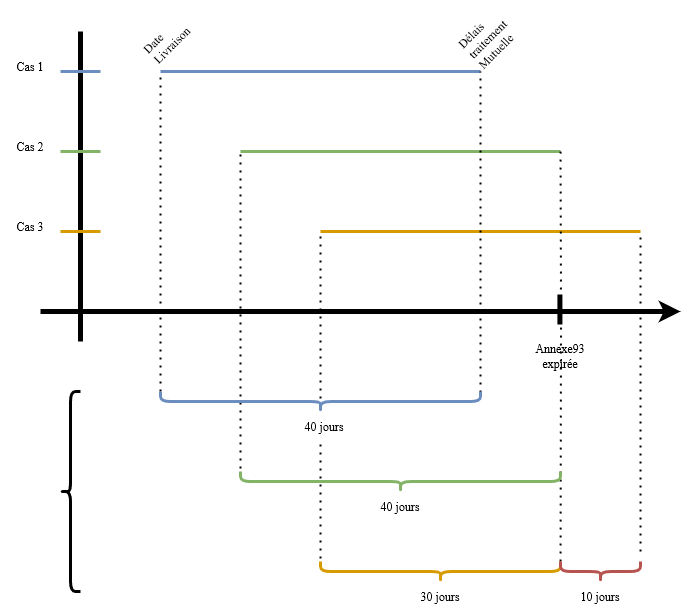 Date
Livraison
Délais
traitement
Mutuelle
Cas 1
Cas 2
Cas 3
Annexe93
expirée
40 jours
40 jours
30 jours
10 jours